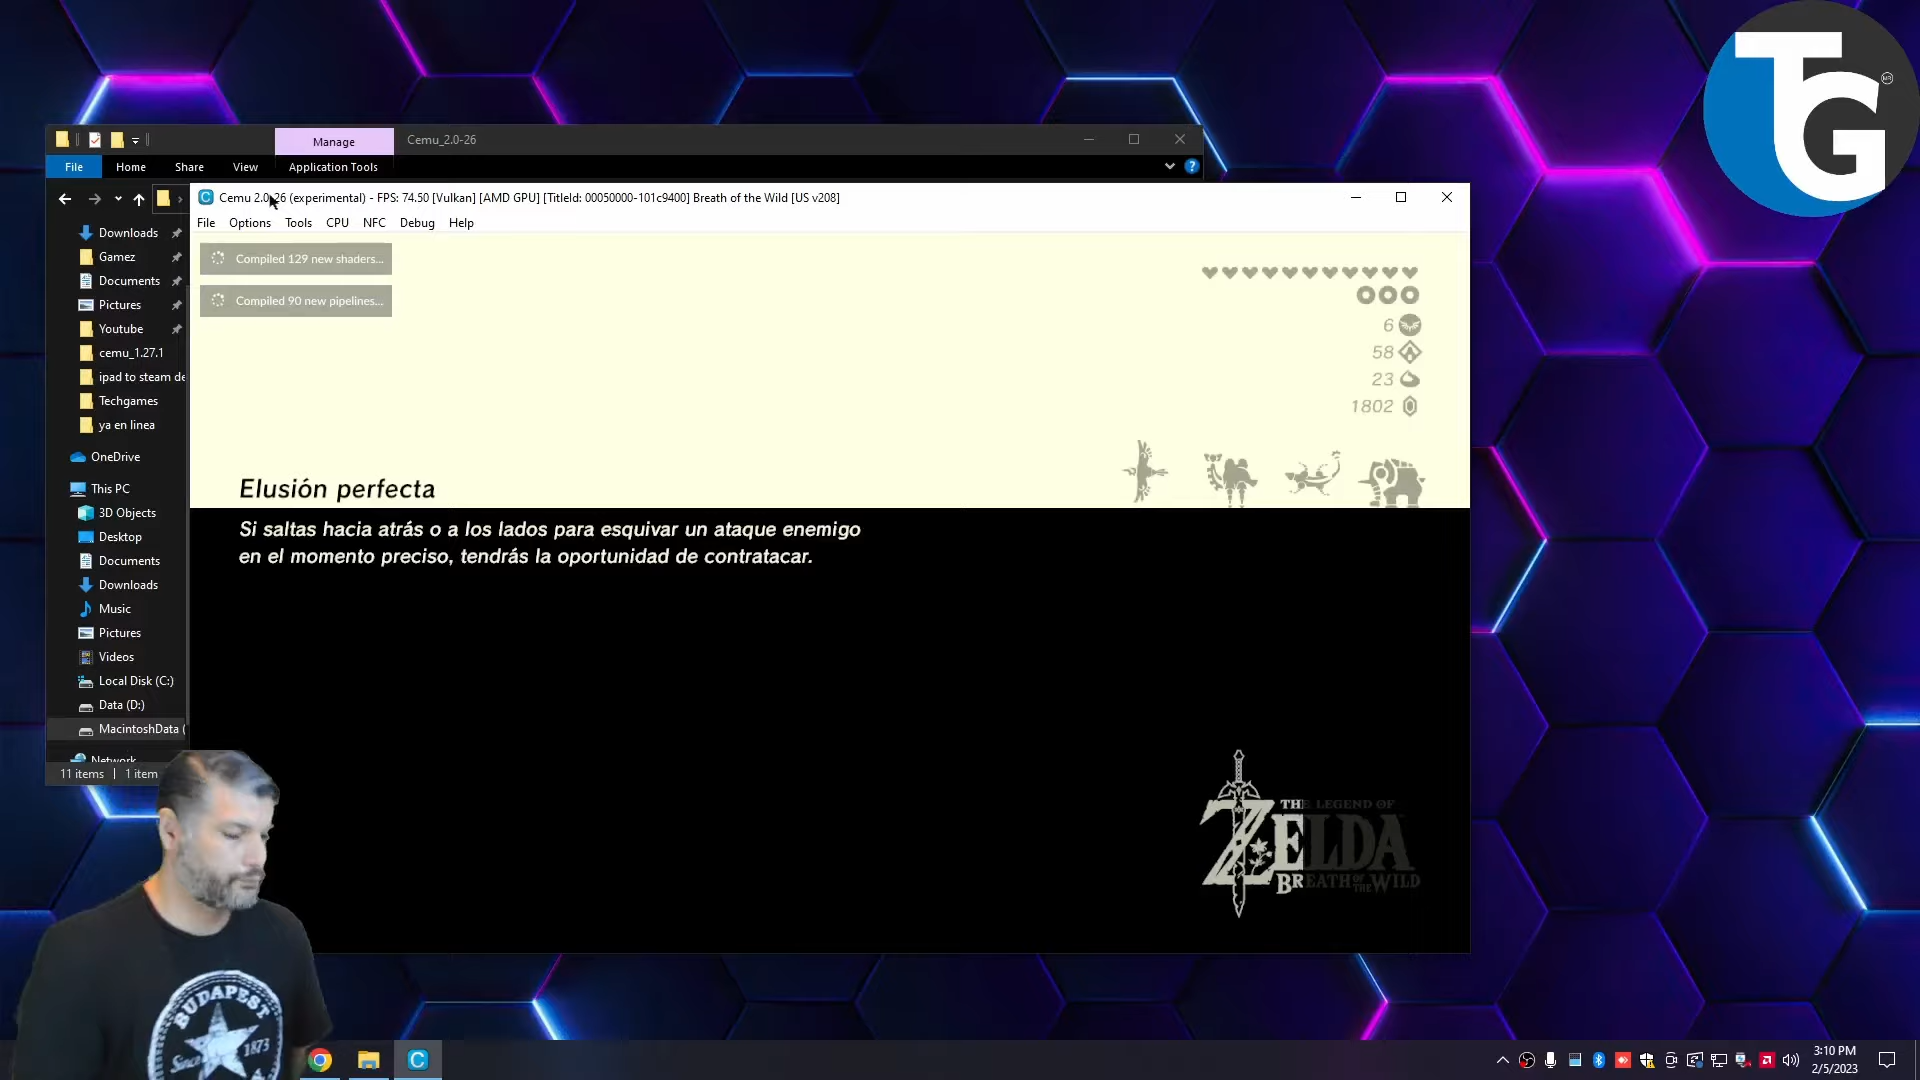 TG
MR
Manage
Cemu_2.0-26
File
Home
Share
View
Application Tools
Cemu 2.0-26 (experimental) - FPS: 74.50 [Vulkan] [AMD GPU] [TitleId: 00050000-101c9400] Breath of the Wild [US v208]
File
Options
Tools
CPU
NFC
Debug
Help
Downloads
Gamez
Documents
Pictures
Youtube
cemu_1.27.1
ipad to steam de
Techgames
ya en linea
OneDrive
This PC
3D Objects
Desktop
Documents
Downloads
Music
Pictures
Videos
Local Disk (C:)
Data (D:)
MacintoshData (
Network
11 items
1 item
Compiled 129 new shaders...
Compiled 90 new pipelines...
6
58
23
1802
Elusión perfecta
Si saltas hacia atrás o a los lados para esquivar un ataque enemigo
en el momento preciso, tendrás la oportunidad de contratacar.
THE LEGEND OF
ZELDA
BREATH OF THE WILD
BUDAPEST
Since
1873
3:10 PM
2/5/2023